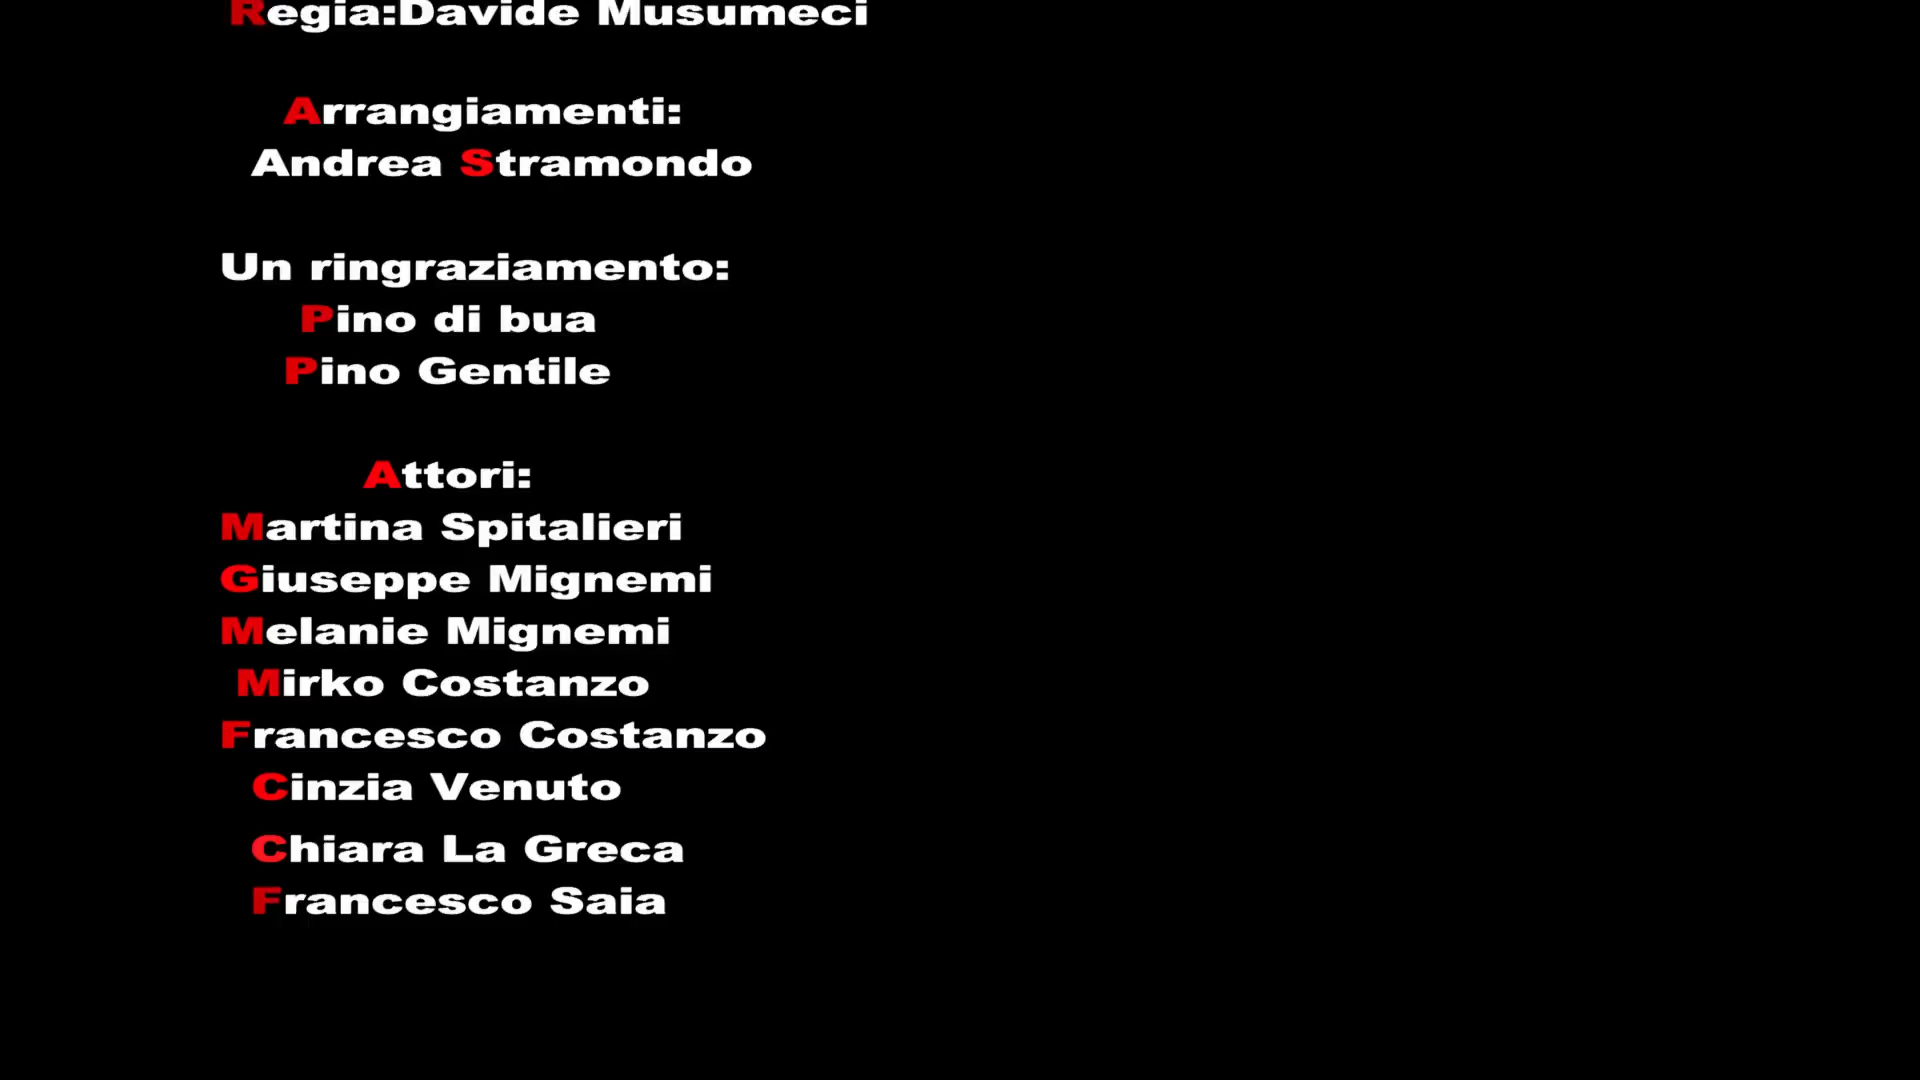 Regia:Davide Musumeci
Arrangiamenti:
Andrea Stramondo
Un ringraziamento:
Pino di bua
Pino Gentile
Attori:
Martina Spitalieri
Giuseppe Mignemi
Melanie Mignemi
Mirko Costanzo
Francesco Costanzo
Cinzia Venuto
Chiara La Greca
Francesco Saia